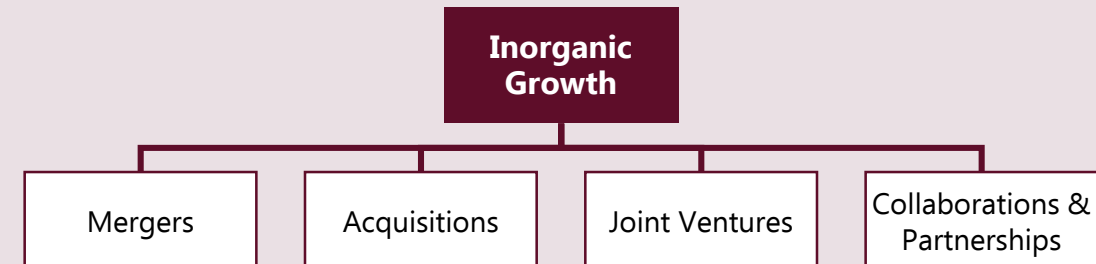 Inorganic
Growth
Mergers
Acquisitions
Joint Ventures
Collaborations &
Partnerships